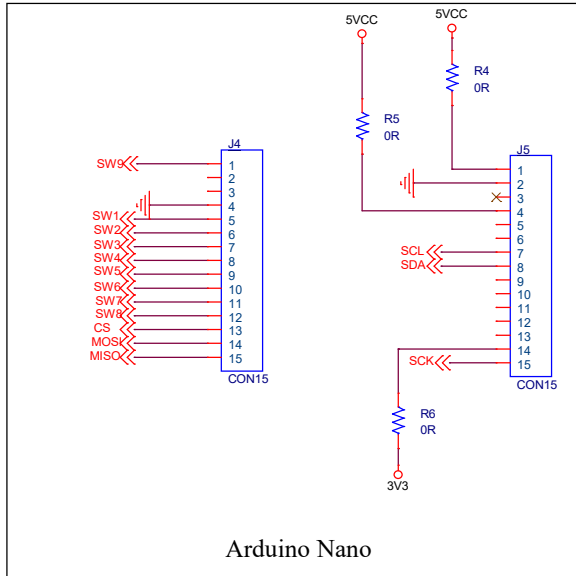 5VCC
5VCC
R4
0R
R5
0R
J4
J5
SW9
1
2
3
4
SW1
5
SW2
6
SW3
7
SW4
8
SW5
9
SW6
10
SW7
11
SW8
12
CS
13
MOSI
14
MISO
15
CON15
1
2
3
4
5
6
SCL
7
SDA
8
9
10
11
12
13
14
SCK
15
CON15
R6
0R
3V3
Arduino Nano